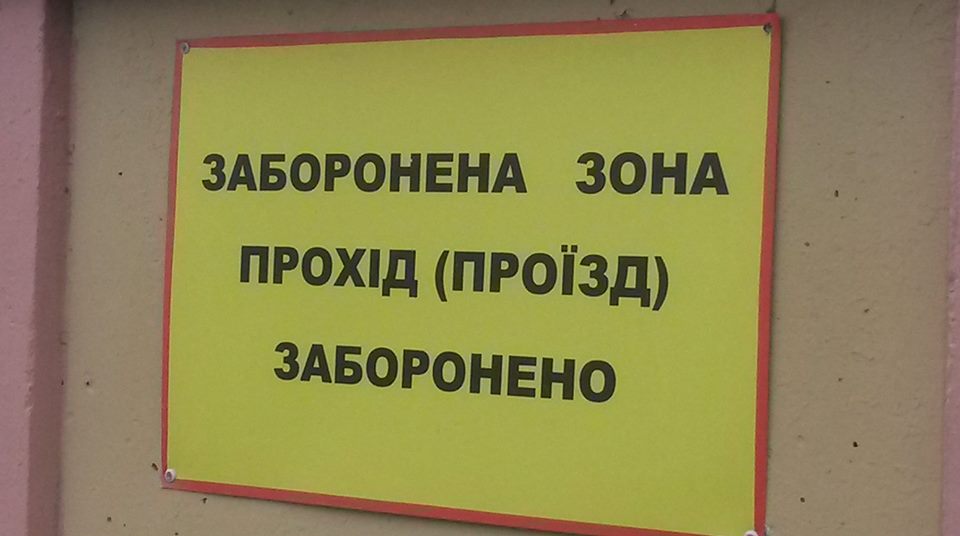 ЗАБОРОНЕНА ЗОНА
ПРОХІД (ПРОЇЗД)
ЗАБОРОНЕНО